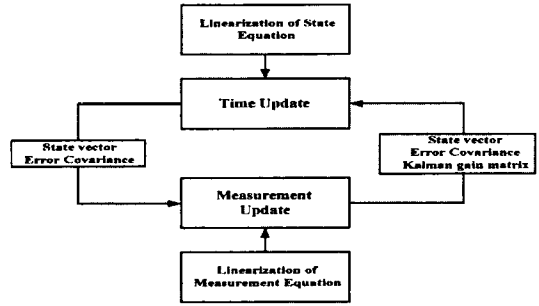 Linearization of State
Equation
Time Update
State vector
Error Covariance
State vector
Error Covariance
Kalman gain matrix
Measurement
Update
Linearization of
Measurement Equation